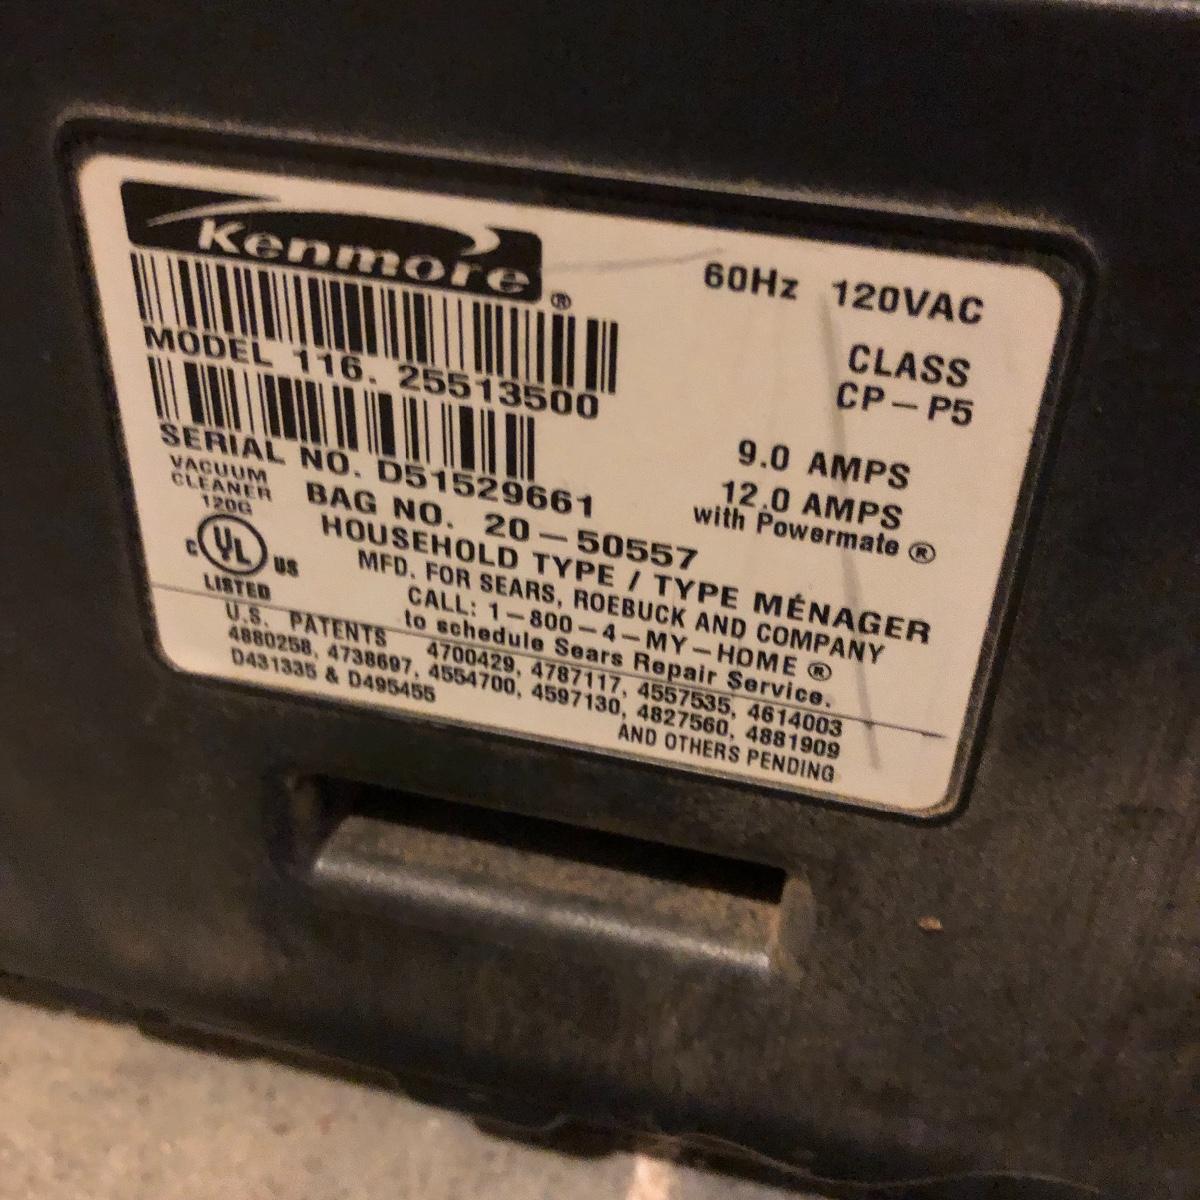 Kenmore ®
60Hz 120VAC
MODEL 116. 25513500
CLASS
CP-P5
SERIAL NO. D51529661
9.0 AMPS
12.0 AMPS
with Powermate ®
VACUUM
CLEANER
120G
BAG NO. 20-50557
HOUSEHOLD TYPE / TYPE MÉNAGER
C UL US
LISTED
MFD. FOR SEARS, ROEBUCK AND COMPANY
CALL: 1-800-4-MY-HOME ®
to schedule Sears Repair Service.
U.S. PATENTS 4700429, 4787117, 4557535, 4614003
4880258, 4738697, 4554700, 4597130, 4827560, 4881909
D431335 & D495455
AND OTHERS PENDING